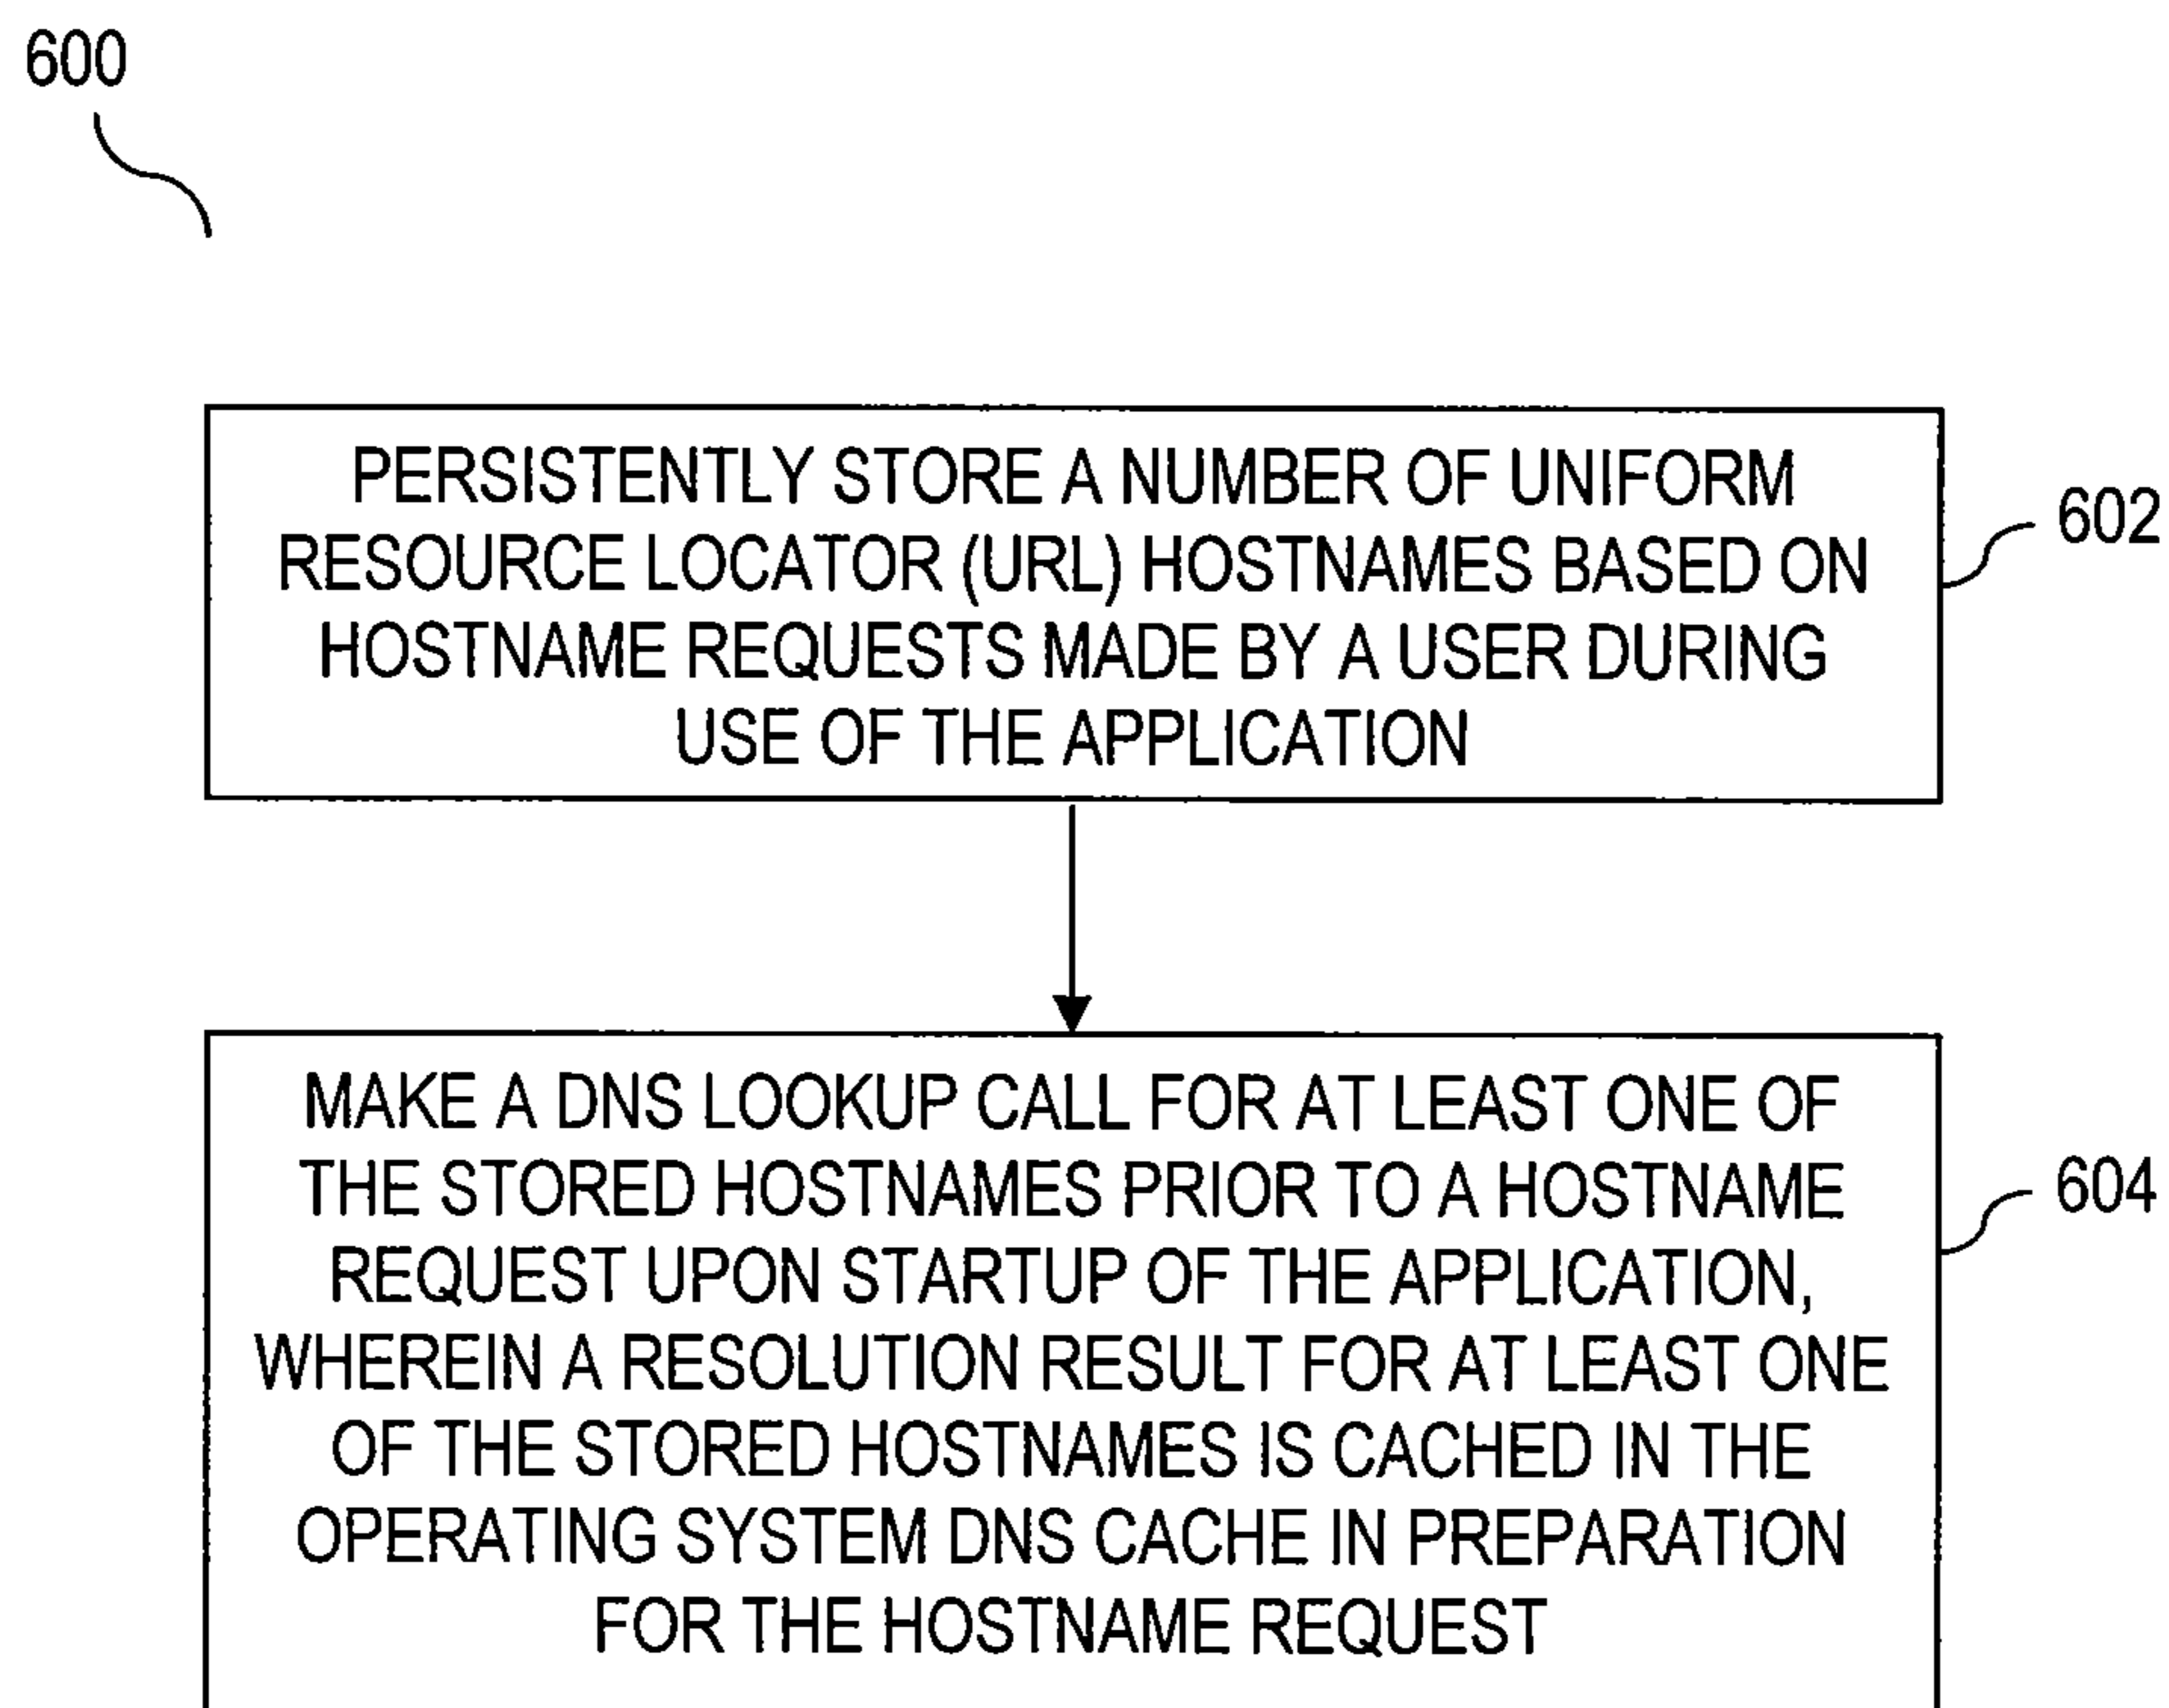 600
PERSISTENTLY STORE A NUMBER OF UNIFORM
RESOURCE LOCATOR (URL) HOSTNAMES BASED ON
HOSTNAME REQUESTS MADE BY A USER DURING
USE OF THE APPLICATION
602
MAKE A DNS LOOKUP CALL FOR AT LEAST ONE OF
THE STORED HOSTNAMES PRIOR TO A HOSTNAME
REQUEST UPON STARTUP OF THE APPLICATION,
WHEREIN A RESOLUTION RESULT FOR AT LEAST ONE
OF THE STORED HOSTNAMES IS CACHED IN THE
OPERATING SYSTEM DNS CACHE IN PREPARATION
FOR THE HOSTNAME REQUEST
604